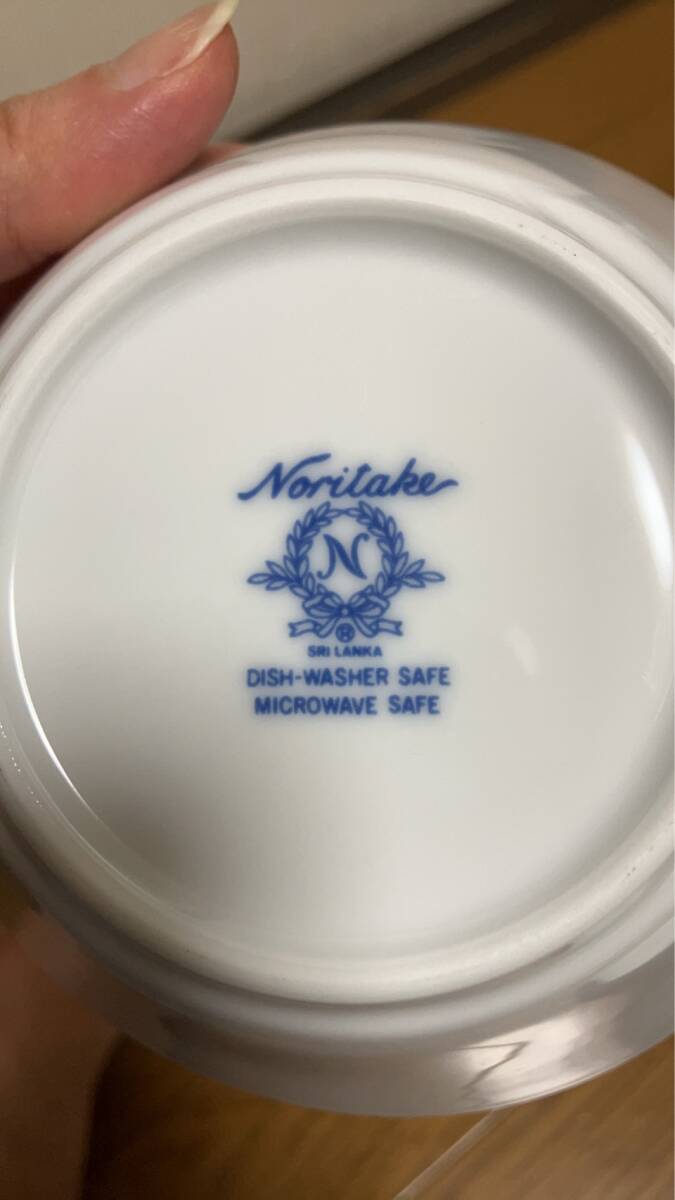 Noritake
N
®
SRI LANKA
DISH-WASHER SAFE
MICROWAVE SAFE